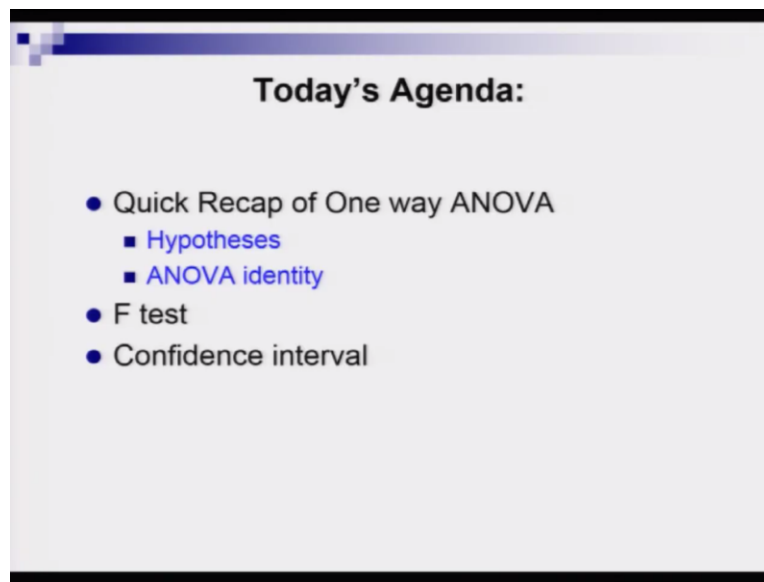 Today's Agenda:
Quick Recap of One way ANOVA
Hypotheses
ANOVA identity
F test
Confidence interval